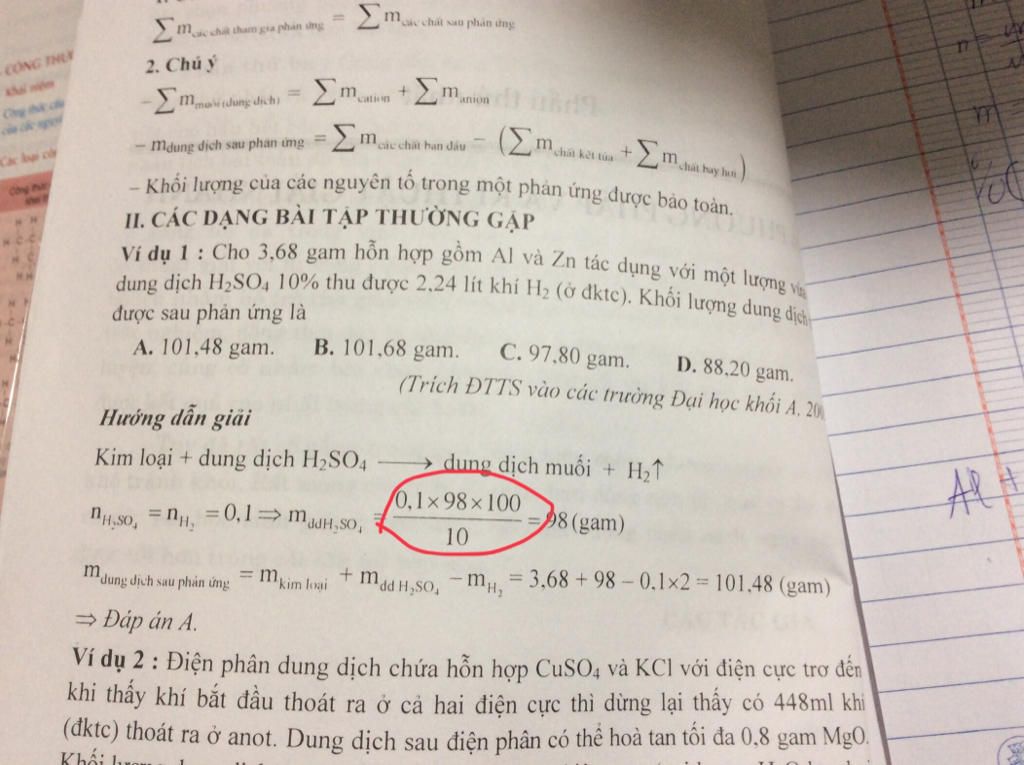 ∑m các chất tham gia phản ứng = ∑m các chất sau phản ứng
2. Chú ý
– ∑m muối (dung dịch) = ∑m cation + ∑m anion
– m dung dịch sau phản ứng = ∑m các chất ban đầu – (∑m chất kết tủa + ∑m chất bay hơi)
– Khối lượng của các nguyên tố trong một phản ứng được bảo toàn.
II. CÁC DẠNG BÀI TẬP THƯỜNG GẶP
Ví dụ 1 : Cho 3,68 gam hỗn hợp gồm Al và Zn tác dụng với một lượng
dung dịch H₂SO₄ 10% thu được 2,24 lít khí H₂ (ở đktc). Khối lượng dung dịch
được sau phản ứng là
A. 101,48 gam. B. 101,68 gam. C. 97,80 gam. D. 88,20 gam.
(Trích ĐTTS vào các trường Đại học khối A.
Hướng dẫn giải
Kim loại + dung dịch H₂SO₄ ⟶ dung dịch muối + H₂↑
n H₂SO₄ = n H₂ = 0,1 ⇒ m ddH₂SO₄ = (0,1×98×100)/10 = 98 (gam)
m dung dịch sau phản ứng = m kim loại + m dd H₂SO₄ – m H₂ = 3,68 + 98 – 0,1×2 = 101,48 (gam)
⇒ Đáp án A.
Ví dụ 2 : Điện phân dung dịch chứa hỗn hợp CuSO₄ và KCl với điện cực trơ đến
khi thấy khí bắt đầu thoát ra ở cả hai điện cực thì dừng lại thấy có 448ml khí
(đktc) thoát ra ở anot. Dung dịch sau điện phân có thể hoà tan tối đa 0,8 gam MgO.
CÔNG THỨ
Khái niệm
Al +
n =
m =